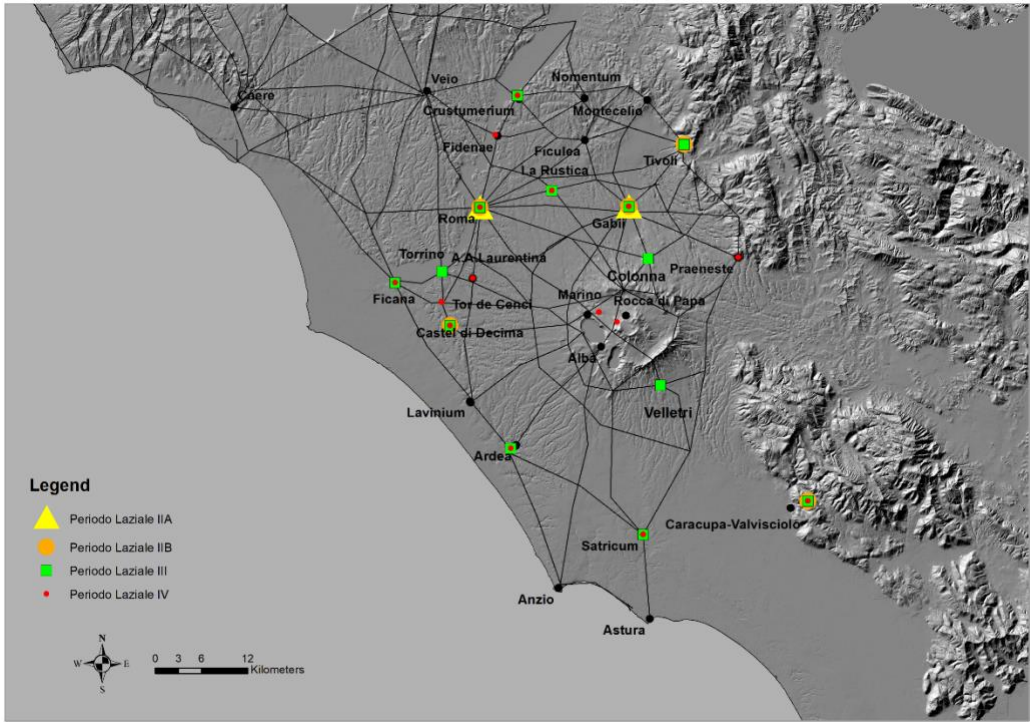 Veio
Nomentum
Caere
Crustumerium
Montecelio
Fidenae
Ficulea
Tivoli
La Rustica
Roma
Gabii
Torrino
A.A.Laurentina
Colonna
Praeneste
Ficana
Tor de Cenci
Marino
Rocca di Papa
Castel di Decima
Alba
Lavinium
Velletri
Ardea
Legend
Periodo Laziale IIA
Periodo Laziale IIB
Periodo Laziale III
Periodo Laziale IV
Caracupa-Valvisciolo
Satricum
Anzio
Astura
N
W E
S
0 3 6 12
Kilometers